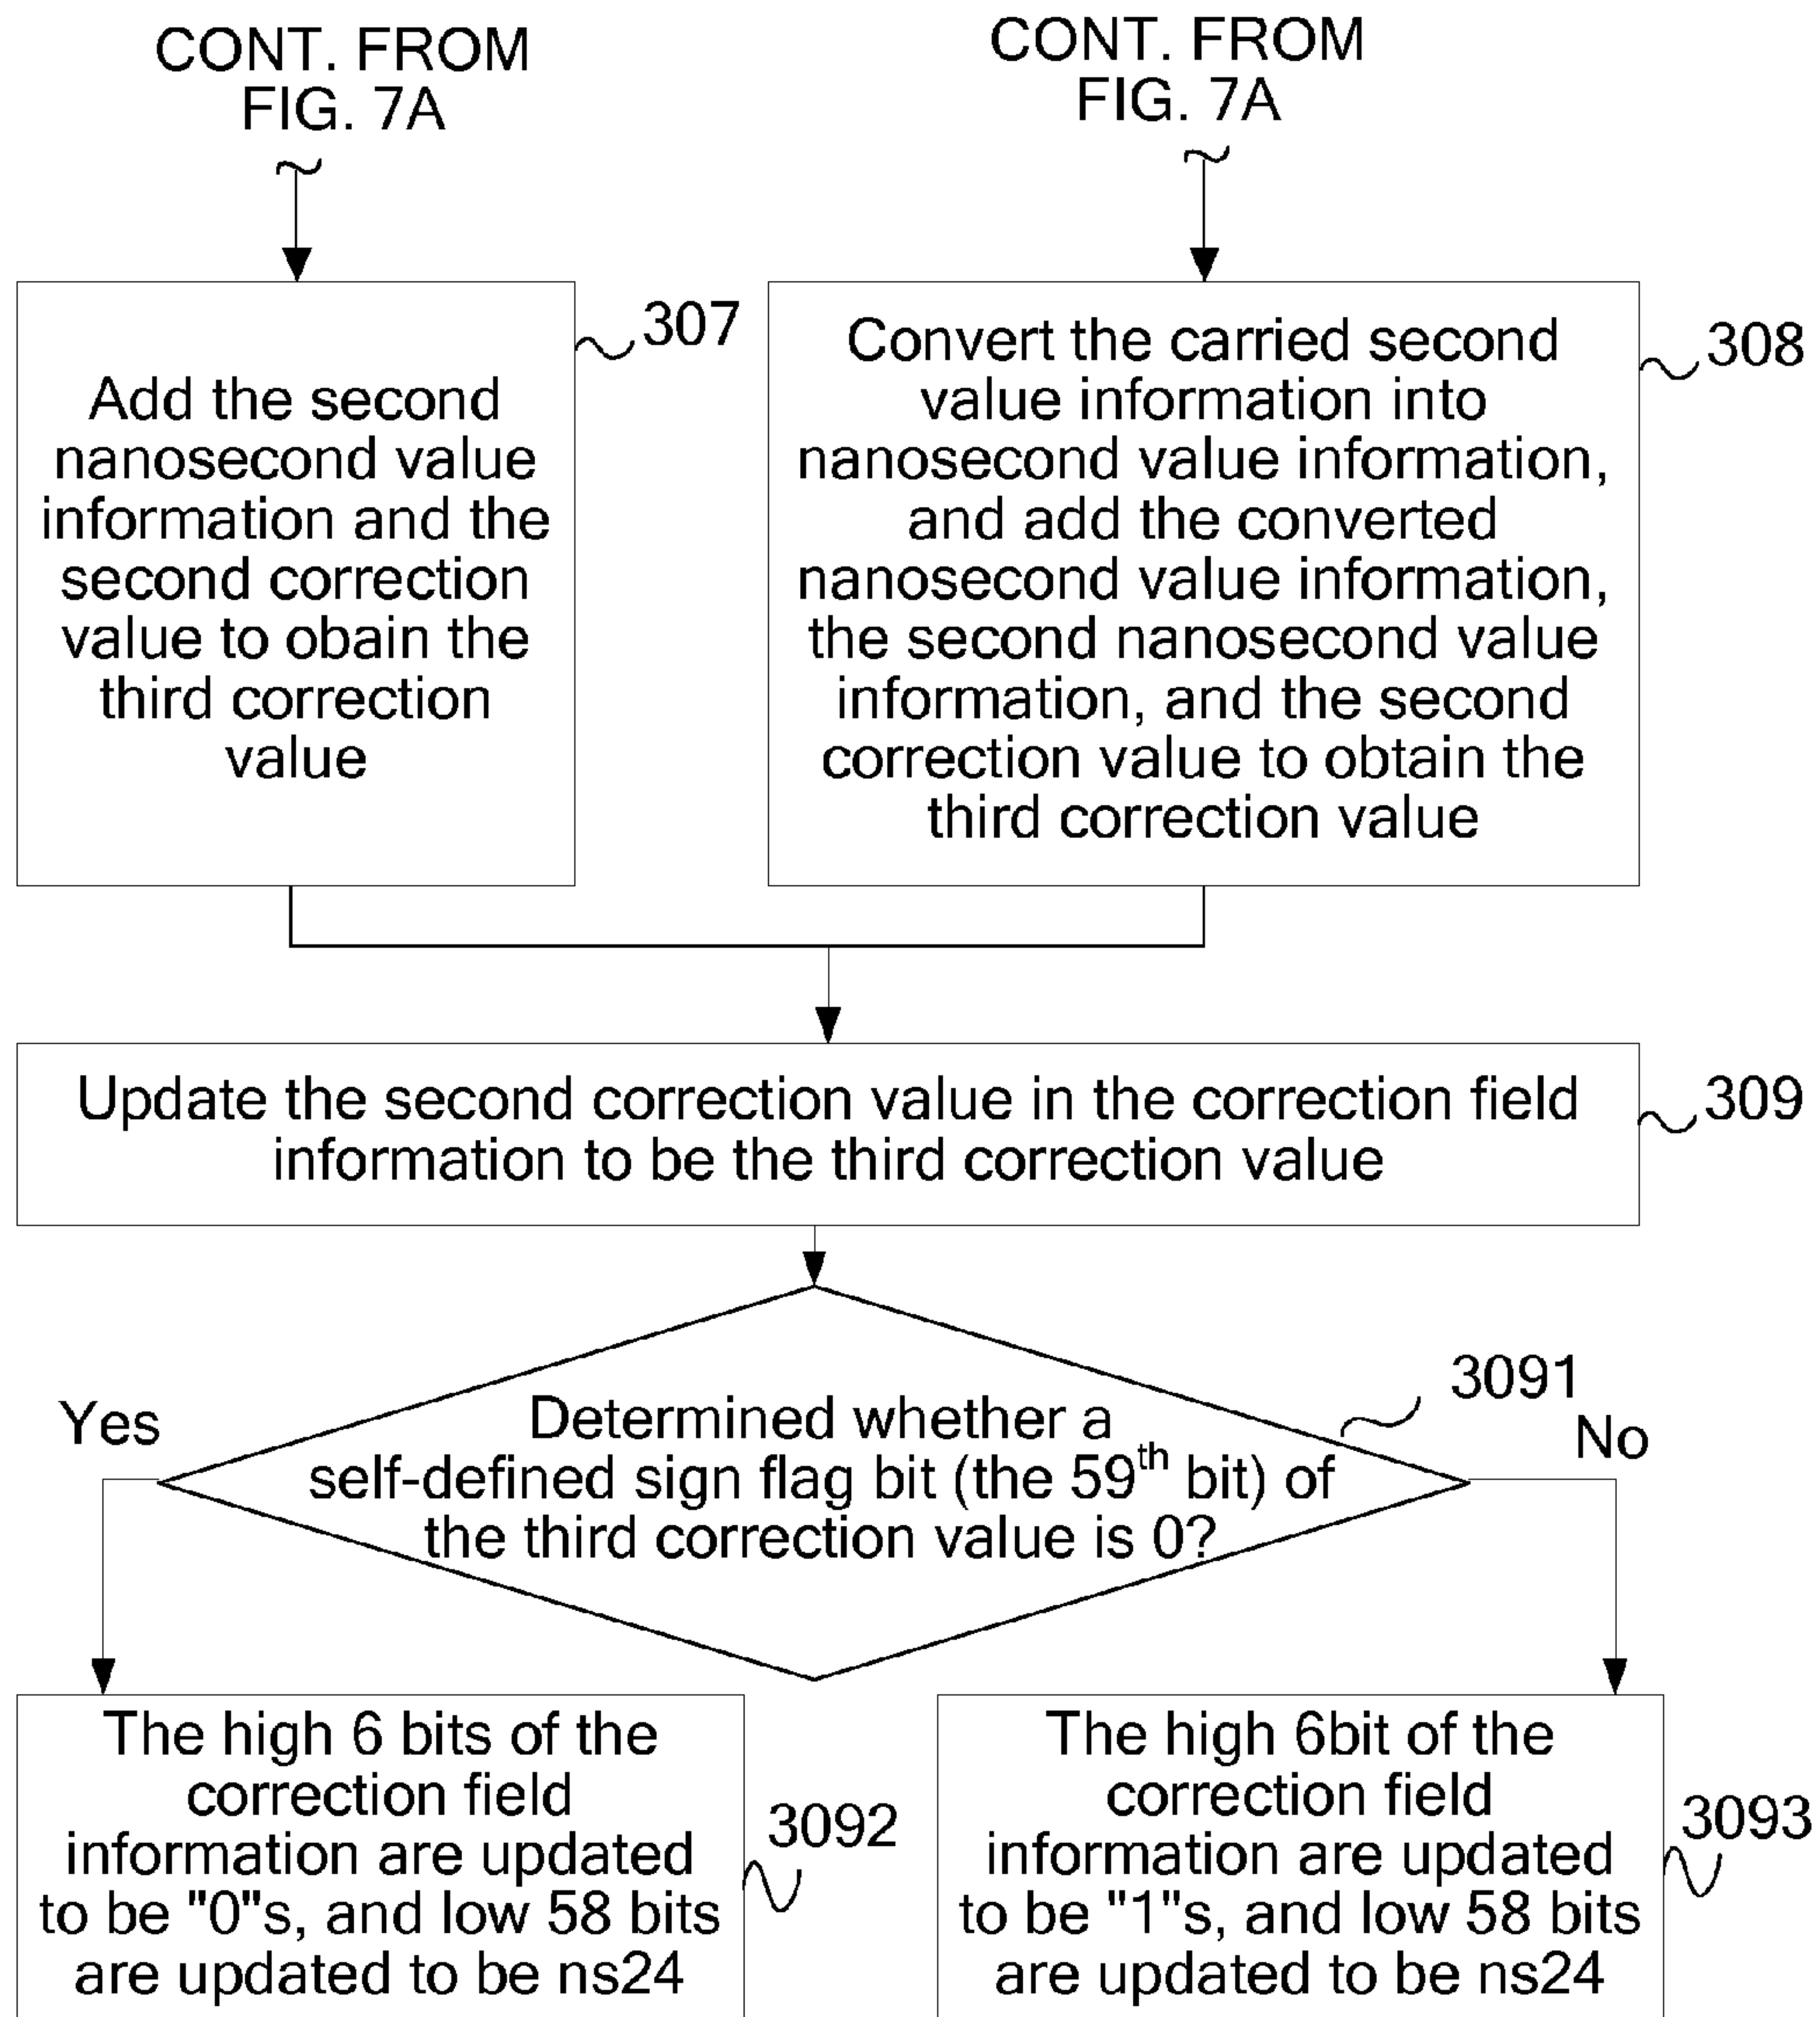 CONT. FROM
FIG. 7A
CONT. FROM
FIG. 7A
Add the second
nanosecond value
information and the
second correction
value to obain the
third correction
value
307
Convert the carried second
value information into
nanosecond value information,
and add the converted
nanosecond value information,
the second nanosecond value
information, and the second
correction value to obtain the
third correction value
308
Update the second correction value in the correction field
information to be the third correction value
309
Determined whether a
self-defined sign flag bit (the 59th bit) of
the third correction value is 0?
3091
Yes
No
The high 6 bits of the
correction field
information are updated
to be "0"s, and low 58 bits
are updated to be ns24
3092
The high 6bit of the
correction field
information are updated
to be "1"s, and low 58 bits
are updated to be ns24
3093